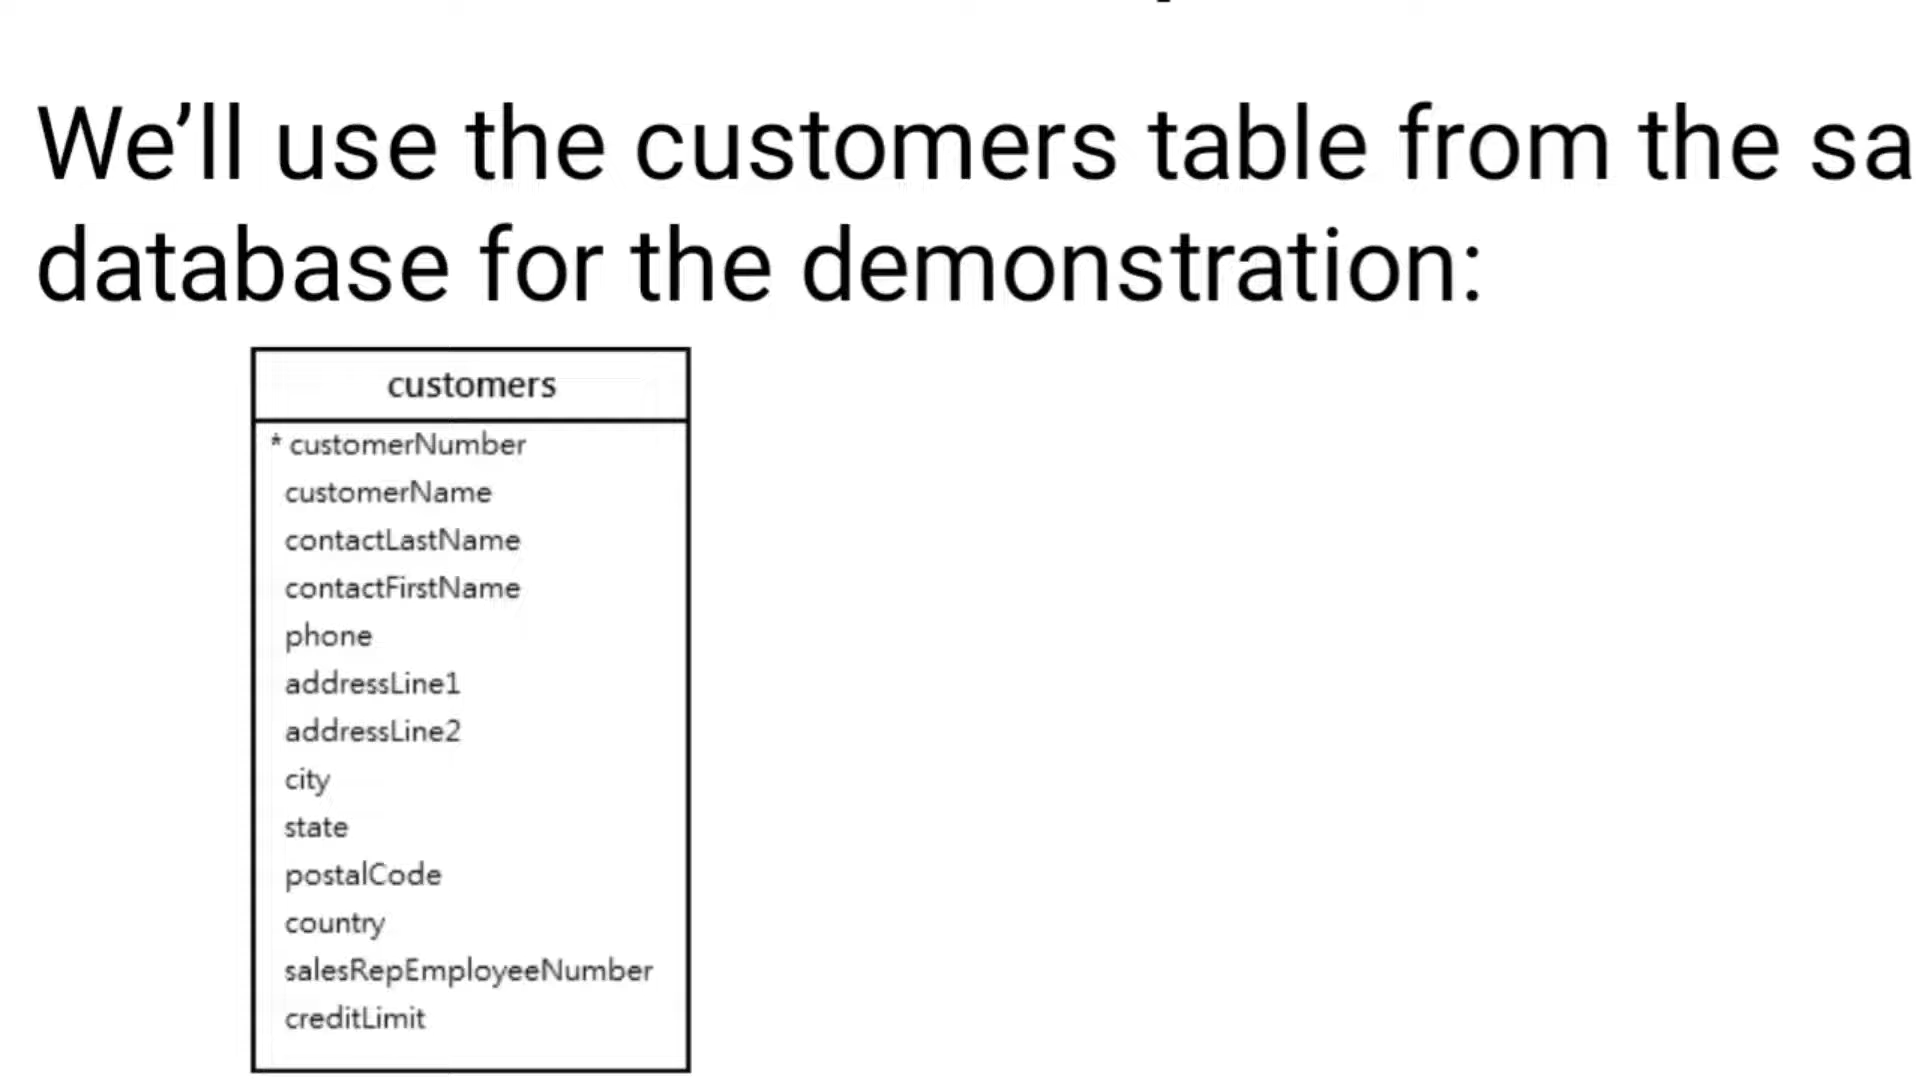 We’ll use the customers table from the
database for the demonstration:
customers
* customerNumber
customerName
contactLastName
contactFirstName
phone
addressLine1
addressLine2
city
state
postalCode
country
salesRepEmployeeNumber
creditLimit